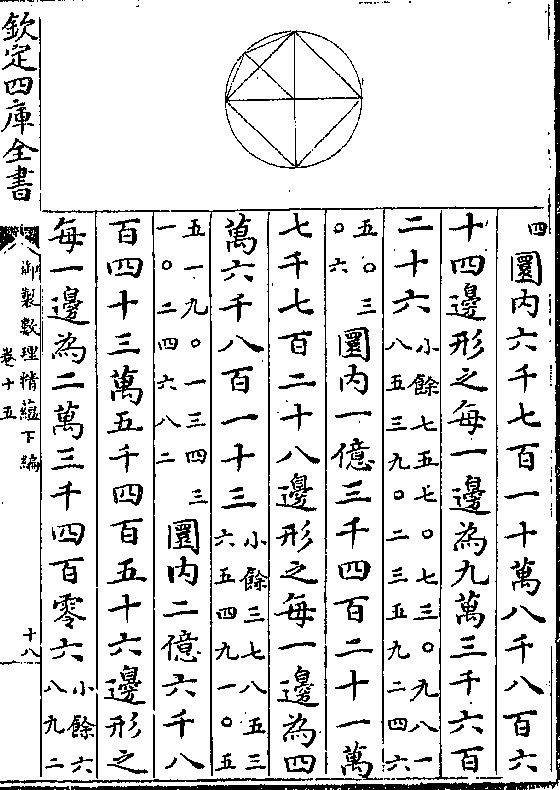 四圜内六千七百一十萬八千八百六
十四邊形之每一邊為九萬三千六百
二十六小餘七五七〇七三〇九八一
八五三九〇二三五九二四六
五〇三
〇六圜内一億三千四百二十一萬
七千七百二十八邊形之每一邊為四
萬六千八百一十三小餘三七八五三
六五四九一〇五
五一九〇一三四三
一〇二四六八二圜内二億六千八
百四十三萬五千四百五十六邊形之
每一邊為二萬三千四百零六小餘六
八九二
欽定四庫全書
御製數理精蘊下編
卷十五
十八